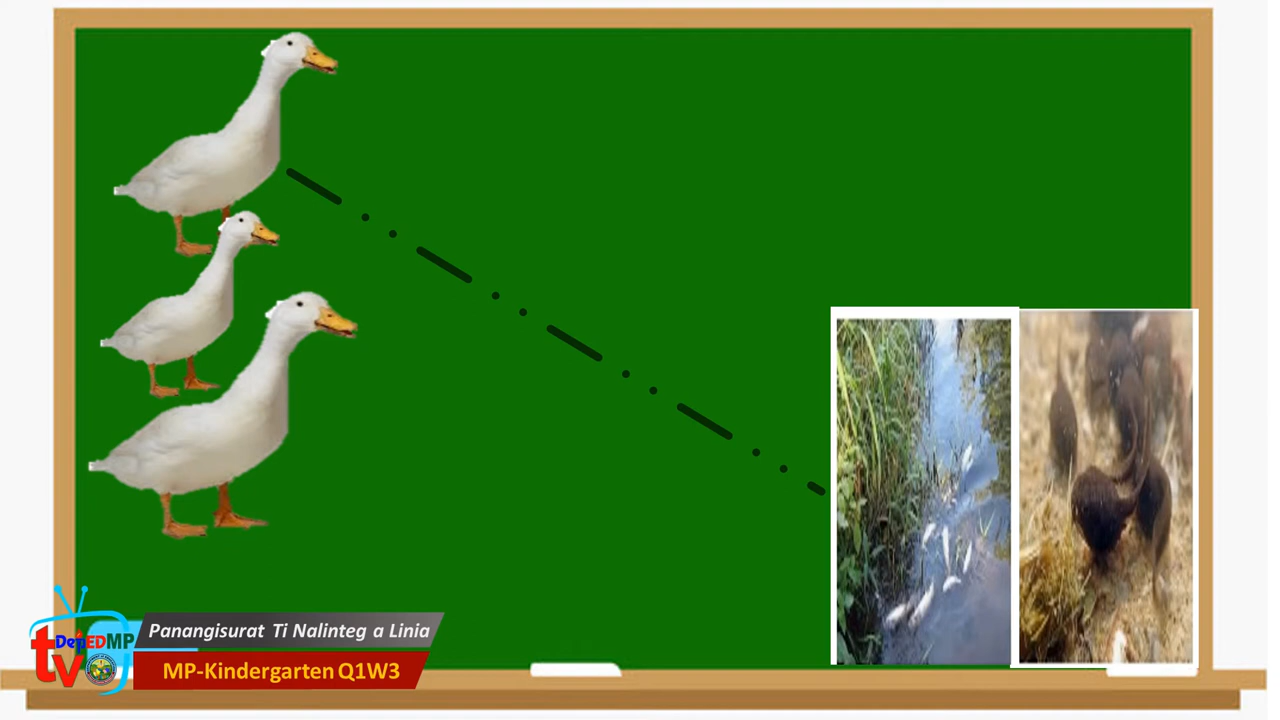 DepEDMP
tv
Panangisurat Ti Nalinteg a Linia
MP-Kindergarten Q1W3